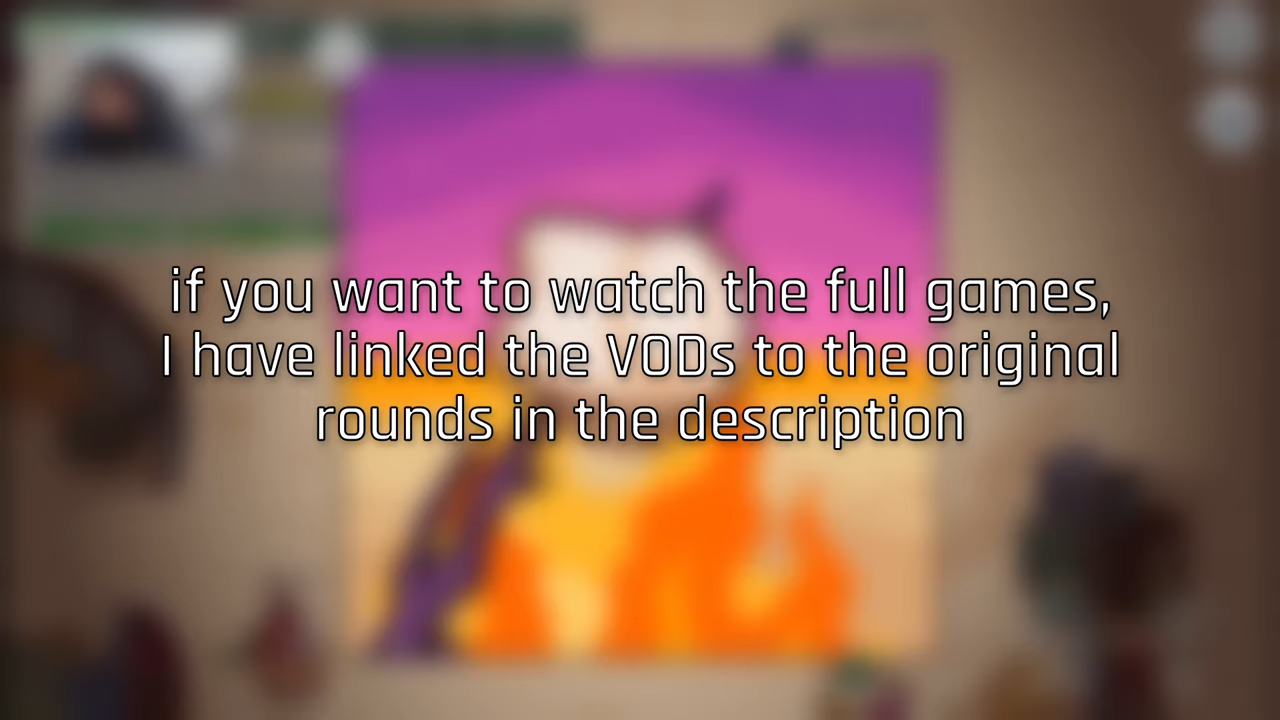 if you want to watch the full games,
I have linked the VODs to the original
rounds in the description